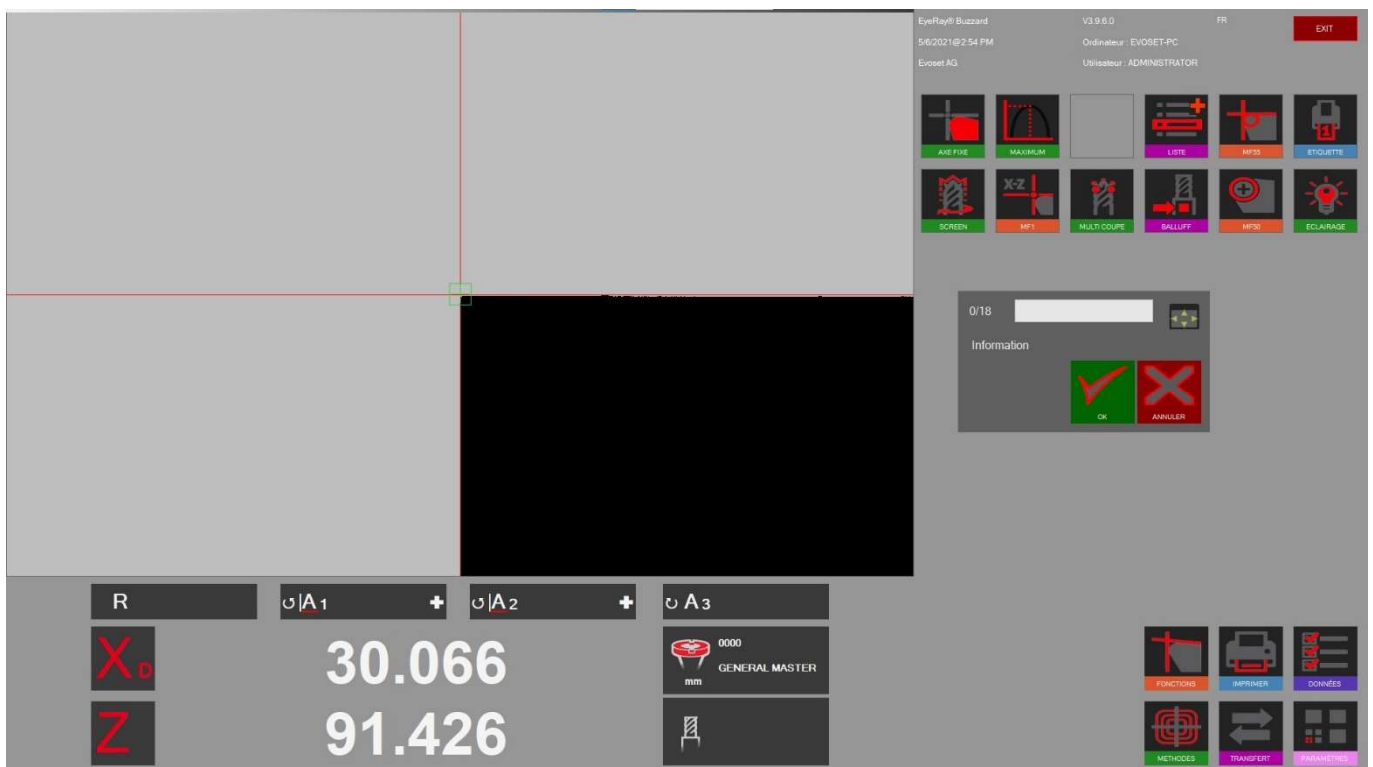 EyeRay® Buzzard V3.9.6.0 FR EXIT
5/6/2021@2:54 PM Ordinateur : EVOSET-PC
Evoset AG Utilisateur : ADMINISTRATOR
AXE FIXE MAXIMUM LISTE MF55 ETIQUETTE
1
X-Z
SCREEN MF1 MULTI COUPE BALLUFF MF50 ECLAIRAGE
0/18
Information
OK ANNULER
R A1 A2 A3
XD 30.066 0000
GENERAL MASTER
mm
Z 91.426
FONCTIONS IMPRIMER DONNÉES
METHODES TRANSFERT PARAMÈTRES